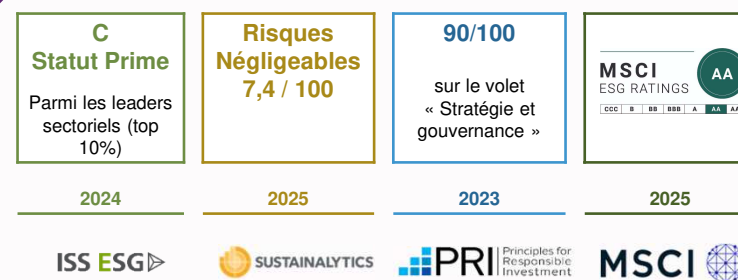 C
Statut Prime
Parmi les leaders
sectoriels (top
10%)
Risques
Négligeables
7,4 / 100
90/100
sur le volet
« Stratégie et
gouvernance »
MSCI
ESG RATINGS
AA
CCC B BB BBB A AA
2024
2025
2023
2025
ISS ESG
SUSTAINALYTICS
PRI
Principles for
Responsible
Investment
MSCI